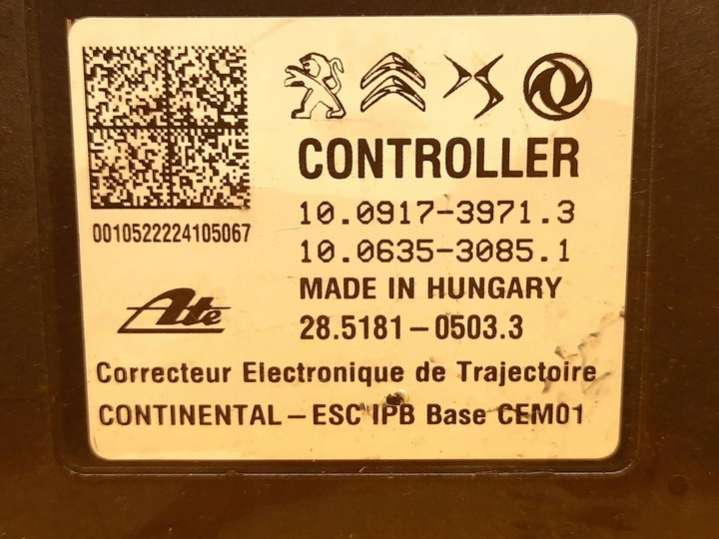 CONTROLLER
10.0917-3971.3
10.0635-3085.1
0010522224105067
MADE IN HUNGARY
Ate
28.5181-0503.3
Correcteur Electronique de Trajectoire
CONTINENTAL-ESC IPB Base CEM01